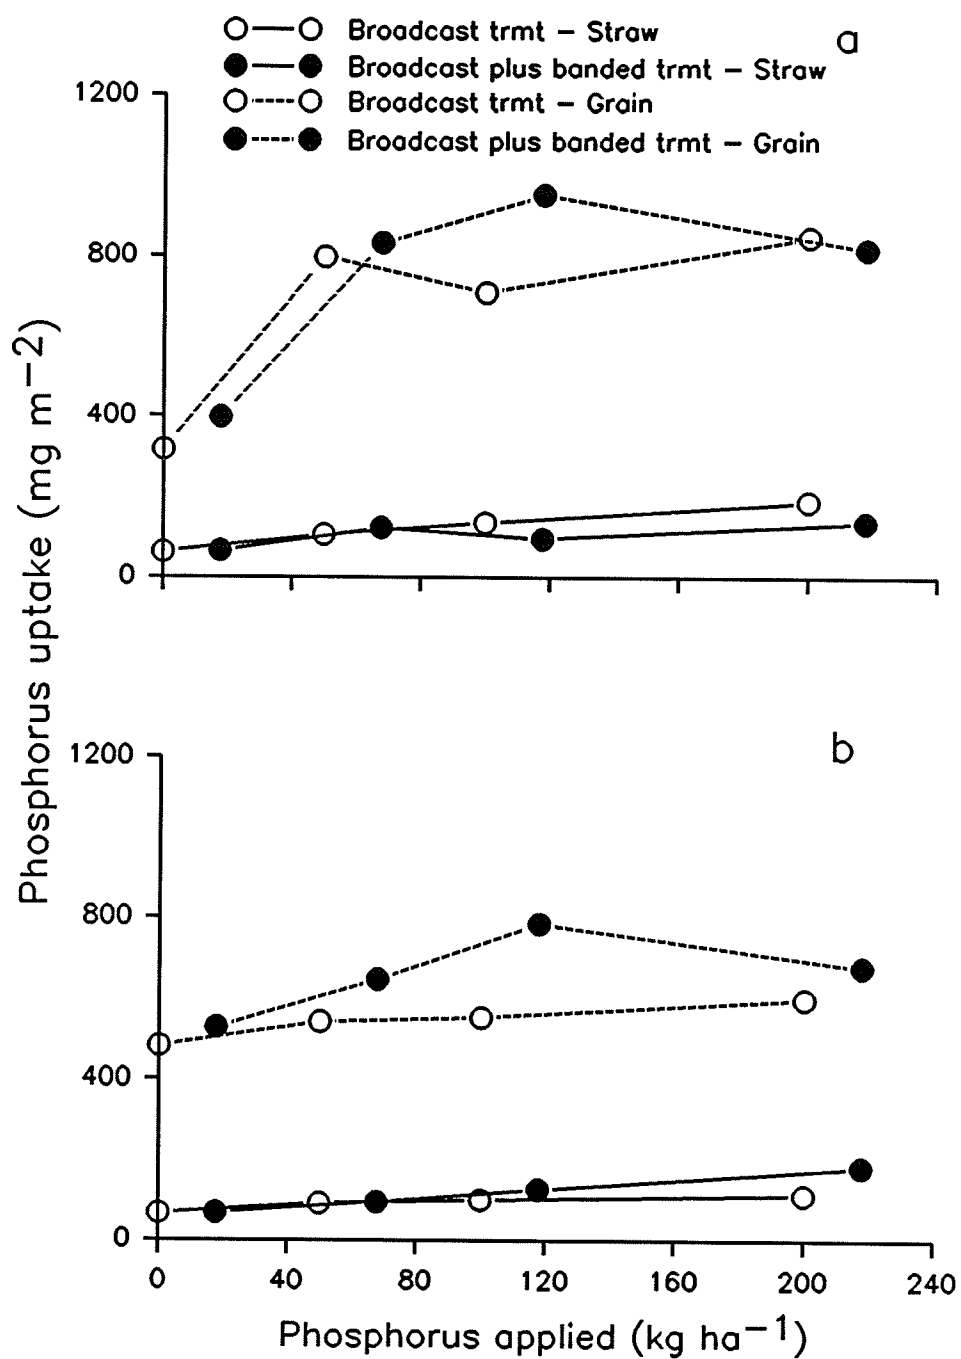 Broadcast trmt – Straw
a
Broadcast plus banded trmt – Straw
Broadcast trmt – Grain
Broadcast plus banded trmt – Grain
1200
800
400
0
Phosphorus uptake (mg m−2)
1200
b
800
400
0
0 40 80 120 160 200 240
Phosphorus applied (kg ha−1)